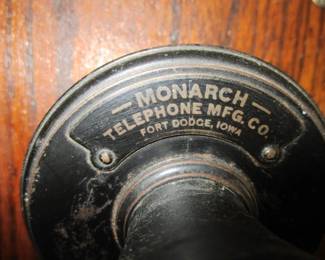 MONARCH
TELEPHONE MFG. CO.
FORT DODGE, IOWA